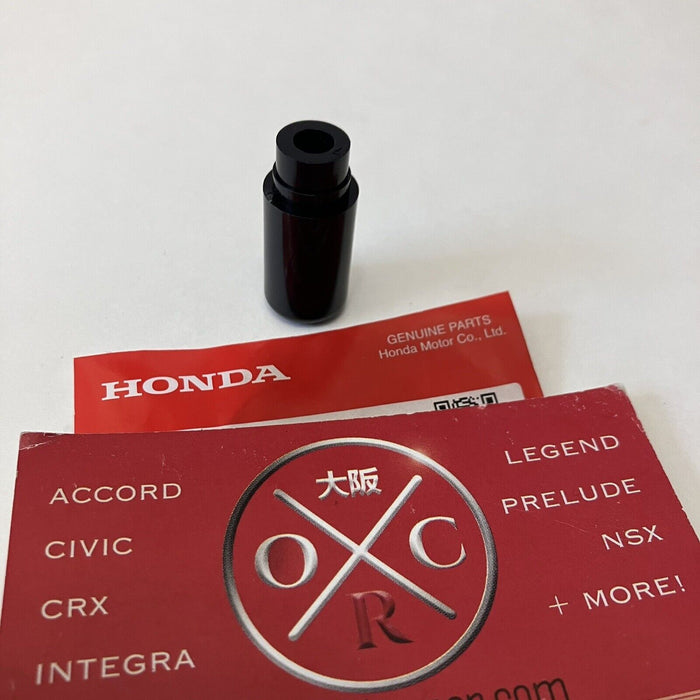 GENUINE PARTS
Honda Motor Co., Ltd.
HONDA
大阪
O C
R
ACCORD
CIVIC
CRX
INTEGRA
LEGEND
PRELUDE
NSX
+ MORE!